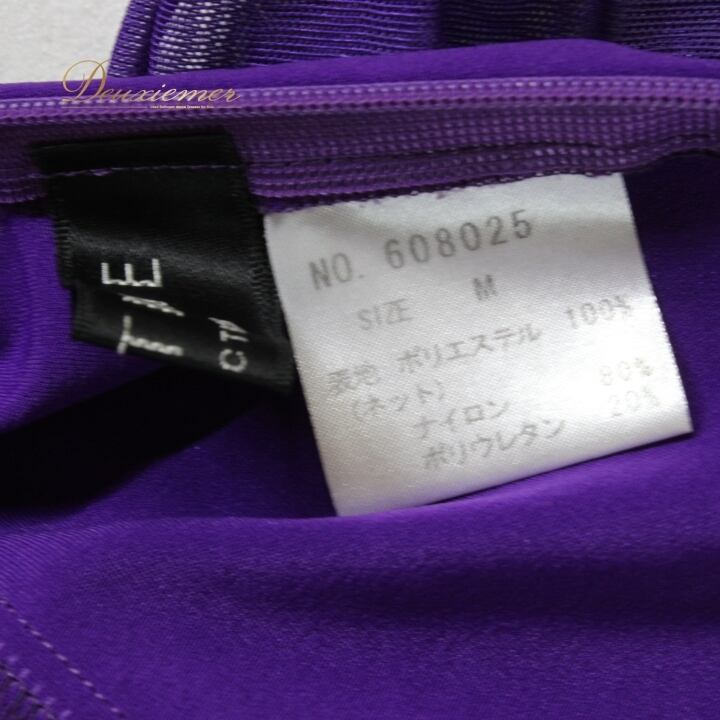 Deuxiemer
NO. 608025
SIZE M
表地 ポリエステル 100%
(ネット)
ナイロン 80%
ポリウレタン 20%